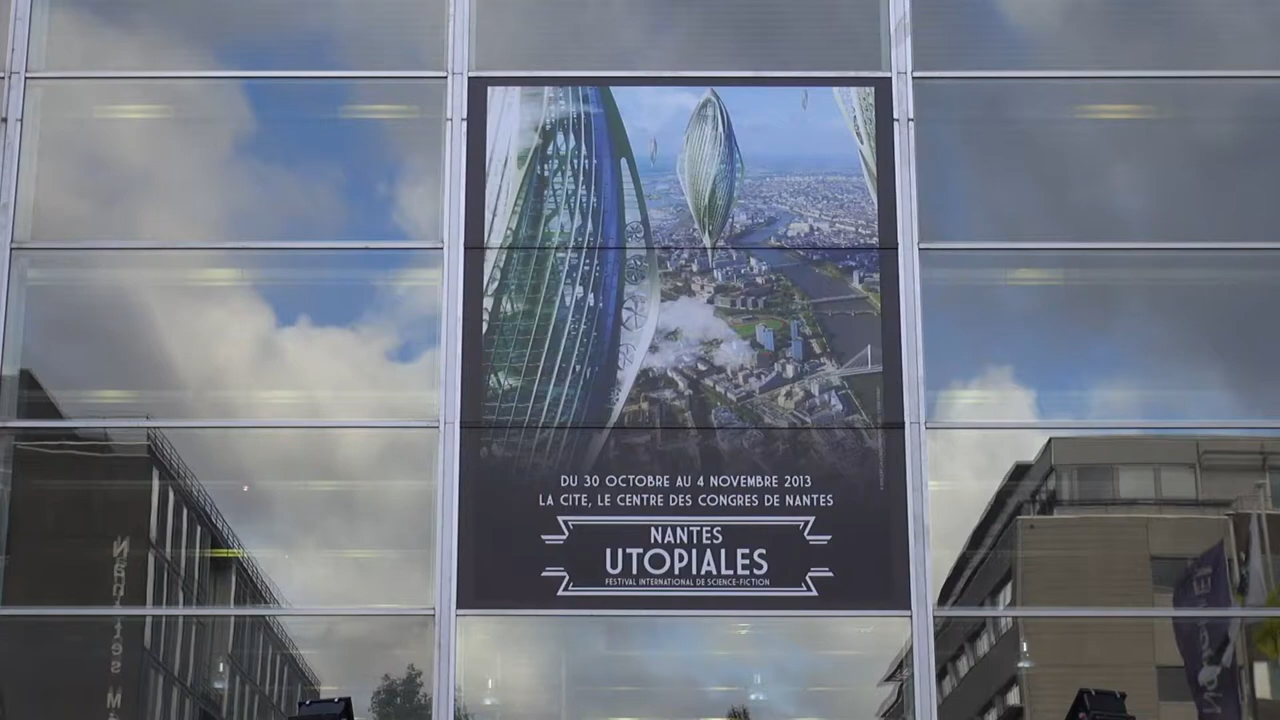 DU 30 OCTOBRE AU 4 NOVEMBRE 2013
LA CITE, LE CENTRE DES CONGRES DE NANTES
NANTES
UTOPIALES
FESTIVAL INTERNATIONAL DE SCIENCE-FICTION
Nantes